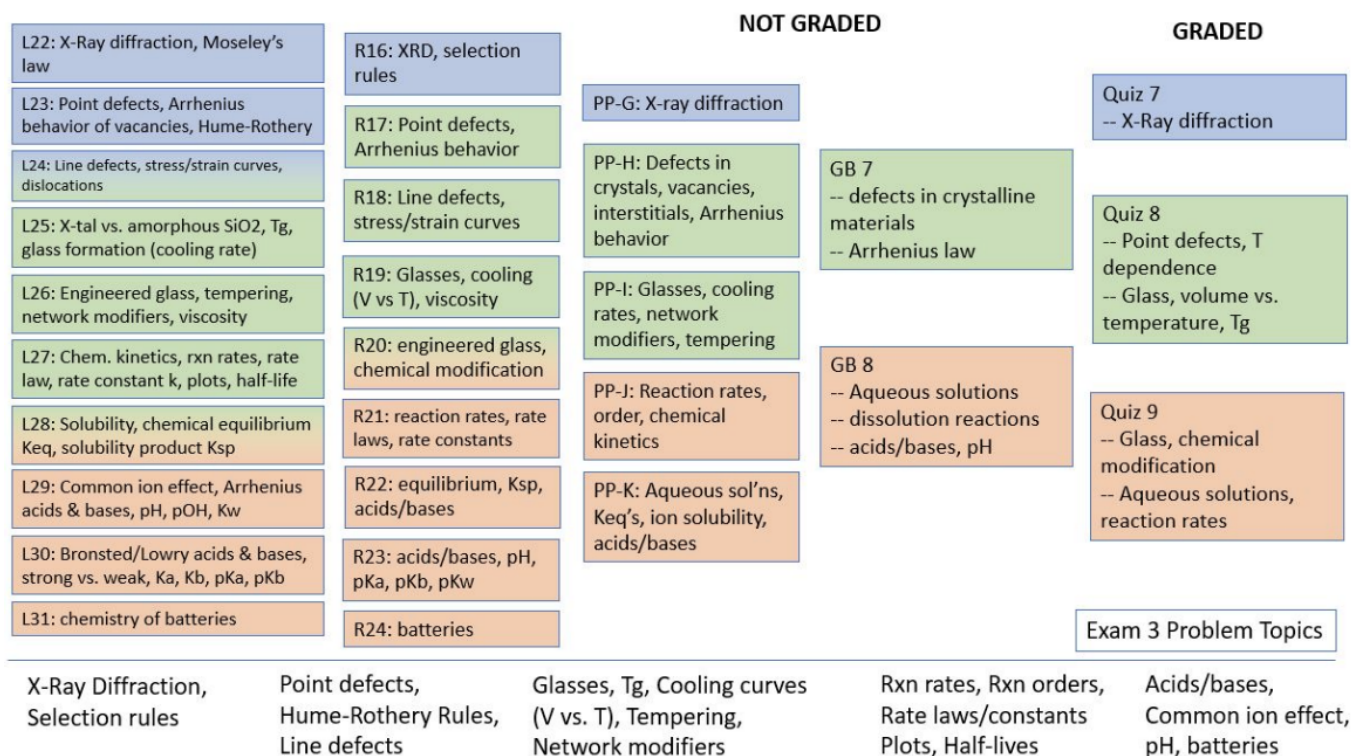 NOT GRADED
GRADED
L22: X-Ray diffraction, Moseley's
law
L23: Point defects, Arrhenius
behavior of vacancies, Hume-Rothery
L24: Line defects, stress/strain curves,
dislocations
L25: X-tal vs. amorphous SiO2, Tg,
glass formation (cooling rate)
L26: Engineered glass, tempering,
network modifiers, viscosity
L27: Chem. kinetics, rxn rates, rate
law, rate constant k, plots, half-life
L28: Solubility, chemical equilibrium
Keq, solubility product Ksp
L29: Common ion effect, Arrhenius
acids & bases, pH, pOH, Kw
L30: Bronsted/Lowry acids & bases,
strong vs. weak, Ka, Kb, pKa, pKb
L31: chemistry of batteries
R16: XRD, selection
rules
R17: Point defects,
Arrhenius behavior
R18: Line defects,
stress/strain curves
R19: Glasses, cooling
(V vs T), viscosity
R20: engineered glass,
chemical modification
R21: reaction rates, rate
laws, rate constants
R22: equilibrium, Ksp,
acids/bases
R23: acids/bases, pH,
pKa, pKb, pKw
R24: batteries
PP-G: X-ray diffraction
PP-H: Defects in
crystals, vacancies,
interstitials, Arrhenius
behavior
PP-I: Glasses, cooling
rates, network
modifiers, tempering
PP-J: Reaction rates,
order, chemical
kinetics
PP-K: Aqueous sol'ns,
Keq's, ion solubility,
acids/bases
GB 7
-- defects in crystalline
materials
-- Arrhenius law
GB 8
-- Aqueous solutions
-- dissolution reactions
-- acids/bases, pH
Quiz 7
-- X-Ray diffraction
Quiz 8
-- Point defects, T
dependence
-- Glass, volume vs.
temperature, Tg
Quiz 9
-- Glass, chemical
modification
-- Aqueous solutions,
reaction rates
Exam 3 Problem Topics
X-Ray Diffraction,
Selection rules
Point defects,
Hume-Rothery Rules,
Line defects
Glasses, Tg, Cooling curves
(V vs. T), Tempering,
Network modifiers
Rxn rates, Rxn orders,
Rate laws/constants
Plots, Half-lives
Acids/bases,
Common ion effect,
pH, batteries